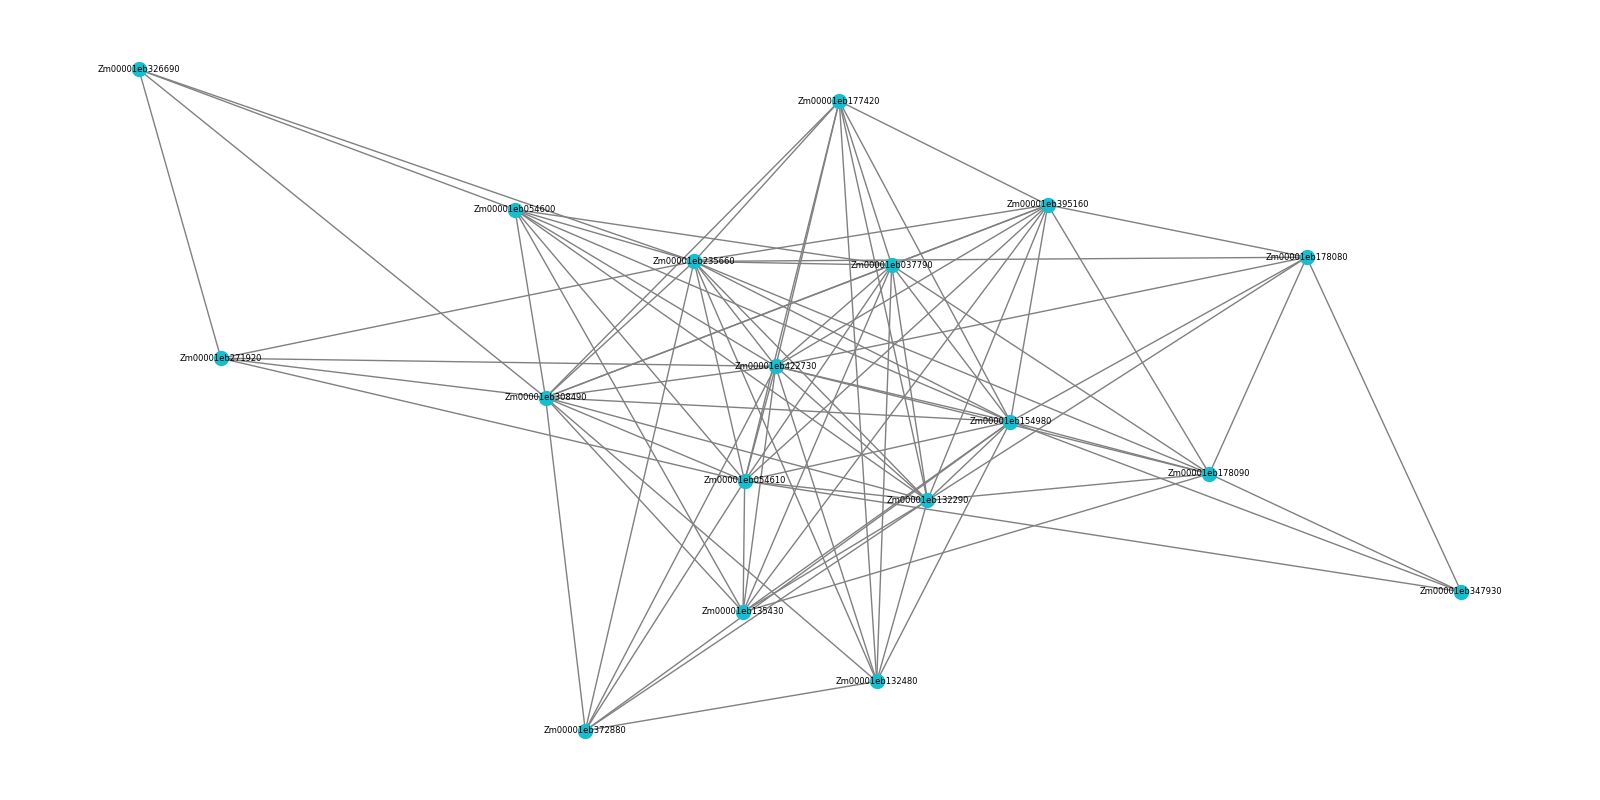 Zm00001eb326690
Zm00001eb177420
Zm00001eb395160
Zm00001eb054600
Zm00001eb235660
Zm00001eb037790
Zm00001eb178080
Zm00001eb271920
Zm00001eb422730
Zm00001eb308490
Zm00001eb154980
Zm00001eb178090
Zm00001eb054610
Zm00001eb132290
Zm00001eb347930
Zm00001eb135430
Zm00001eb132480
Zm00001eb372880